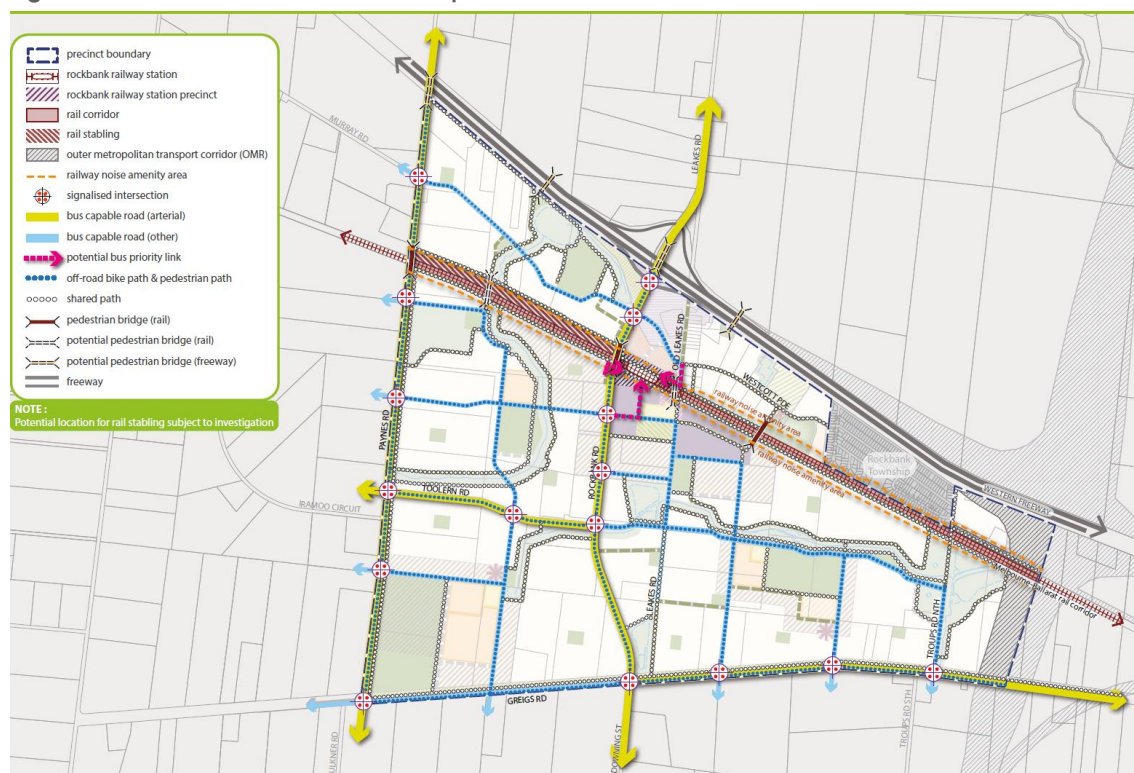 precinct boundary
rockbank railway station
rockbank railway station precinct
rail corridor
rail stabling
outer metropolitan transport corridor (OMR)
railway noise amenity area
signalised intersection
bus capable road (arterial)
bus capable road (other)
potential bus priority link
off-road bike path & pedestrian path
shared path
pedestrian bridge (rail)
potential pedestrian bridge (rail)
potential pedestrian bridge (freeway)
freeway
NOTE :
Potential location for rail stabling subject to investigation
MURRAY RD
LEAKES RD
OLD LEAKES RD
WESTCOTT PDE
railway noise amenity area
railway noise amenity area
Rockbank
Township
WESTERN FREEWAY
PAYNES RD
ROCKBANK RD
TOOLERN RD
IRAMOO CIRCUIT
LEAKES RD
Melbourne-Ballarat rail corridor
TROUPS RD NTH
GREIGS RD
TROUPS RD STH
DOWNING ST
ULKNER RD